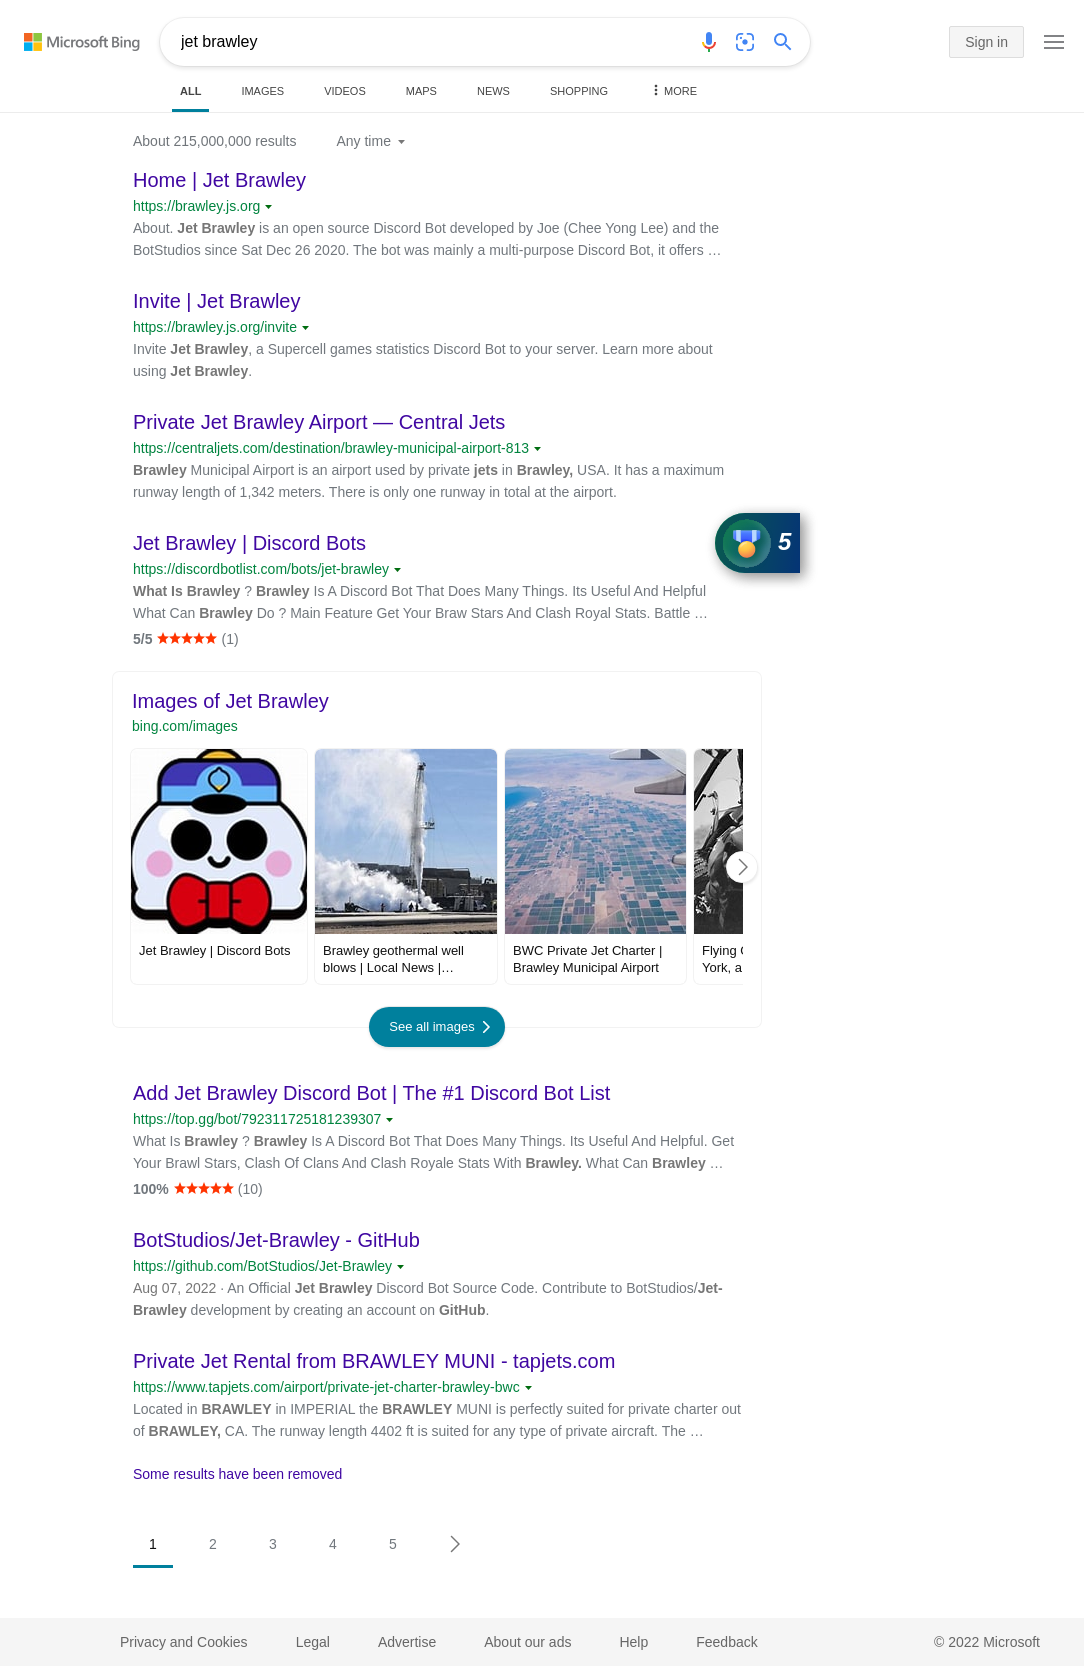 Microsoft Bing
jet brawley
Sign in
ALL IMAGES VIDEOS MAPS NEWS SHOPPING MORE
About 215,000,000 results Any time
Home | Jet Brawley
https://brawley.js.org
About. Jet Brawley is an open source Discord Bot developed by Joe (Chee Yong Lee) and the
BotStudios since Sat Dec 26 2020. The bot was mainly a multi-purpose Discord Bot, it offers …
Invite | Jet Brawley
https://brawley.js.org/invite
Invite Jet Brawley, a Supercell games statistics Discord Bot to your server. Learn more about
using Jet Brawley.
Private Jet Brawley Airport — Central Jets
https://centraljets.com/destination/brawley-municipal-airport-813
Brawley Municipal Airport is an airport used by private jets in Brawley, USA. It has a maximum
runway length of 1,342 meters. There is only one runway in total at the airport.
5
Jet Brawley | Discord Bots
https://discordbotlist.com/bots/jet-brawley
What Is Brawley ? Brawley Is A Discord Bot That Does Many Things. Its Useful And Helpful
What Can Brawley Do ? Main Feature Get Your Braw Stars And Clash Royal Stats. Battle …
5/5 (1)
Images of Jet Brawley
bing.com/images
Jet Brawley | Discord Bots
Brawley geothermal well
blows | Local News |…
BWC Private Jet Charter |
Brawley Municipal Airport
Flying
York, a
See all images
Add Jet Brawley Discord Bot | The #1 Discord Bot List
https://top.gg/bot/792311725181239307
What Is Brawley ? Brawley Is A Discord Bot That Does Many Things. Its Useful And Helpful. Get
Your Brawl Stars, Clash Of Clans And Clash Royale Stats With Brawley. What Can Brawley …
100% (10)
BotStudios/Jet-Brawley - GitHub
https://github.com/BotStudios/Jet-Brawley
Aug 07, 2022 · An Official Jet Brawley Discord Bot Source Code. Contribute to BotStudios/Jet-
Brawley development by creating an account on GitHub.
Private Jet Rental from BRAWLEY MUNI - tapjets.com
https://www.tapjets.com/airport/private-jet-charter-brawley-bwc
Located in BRAWLEY in IMPERIAL the BRAWLEY MUNI is perfectly suited for private charter out
of BRAWLEY, CA. The runway length 4402 ft is suited for any type of private aircraft. The …
Some results have been removed
1 2 3 4 5
Privacy and Cookies Legal Advertise About our ads Help Feedback © 2022 Microsoft